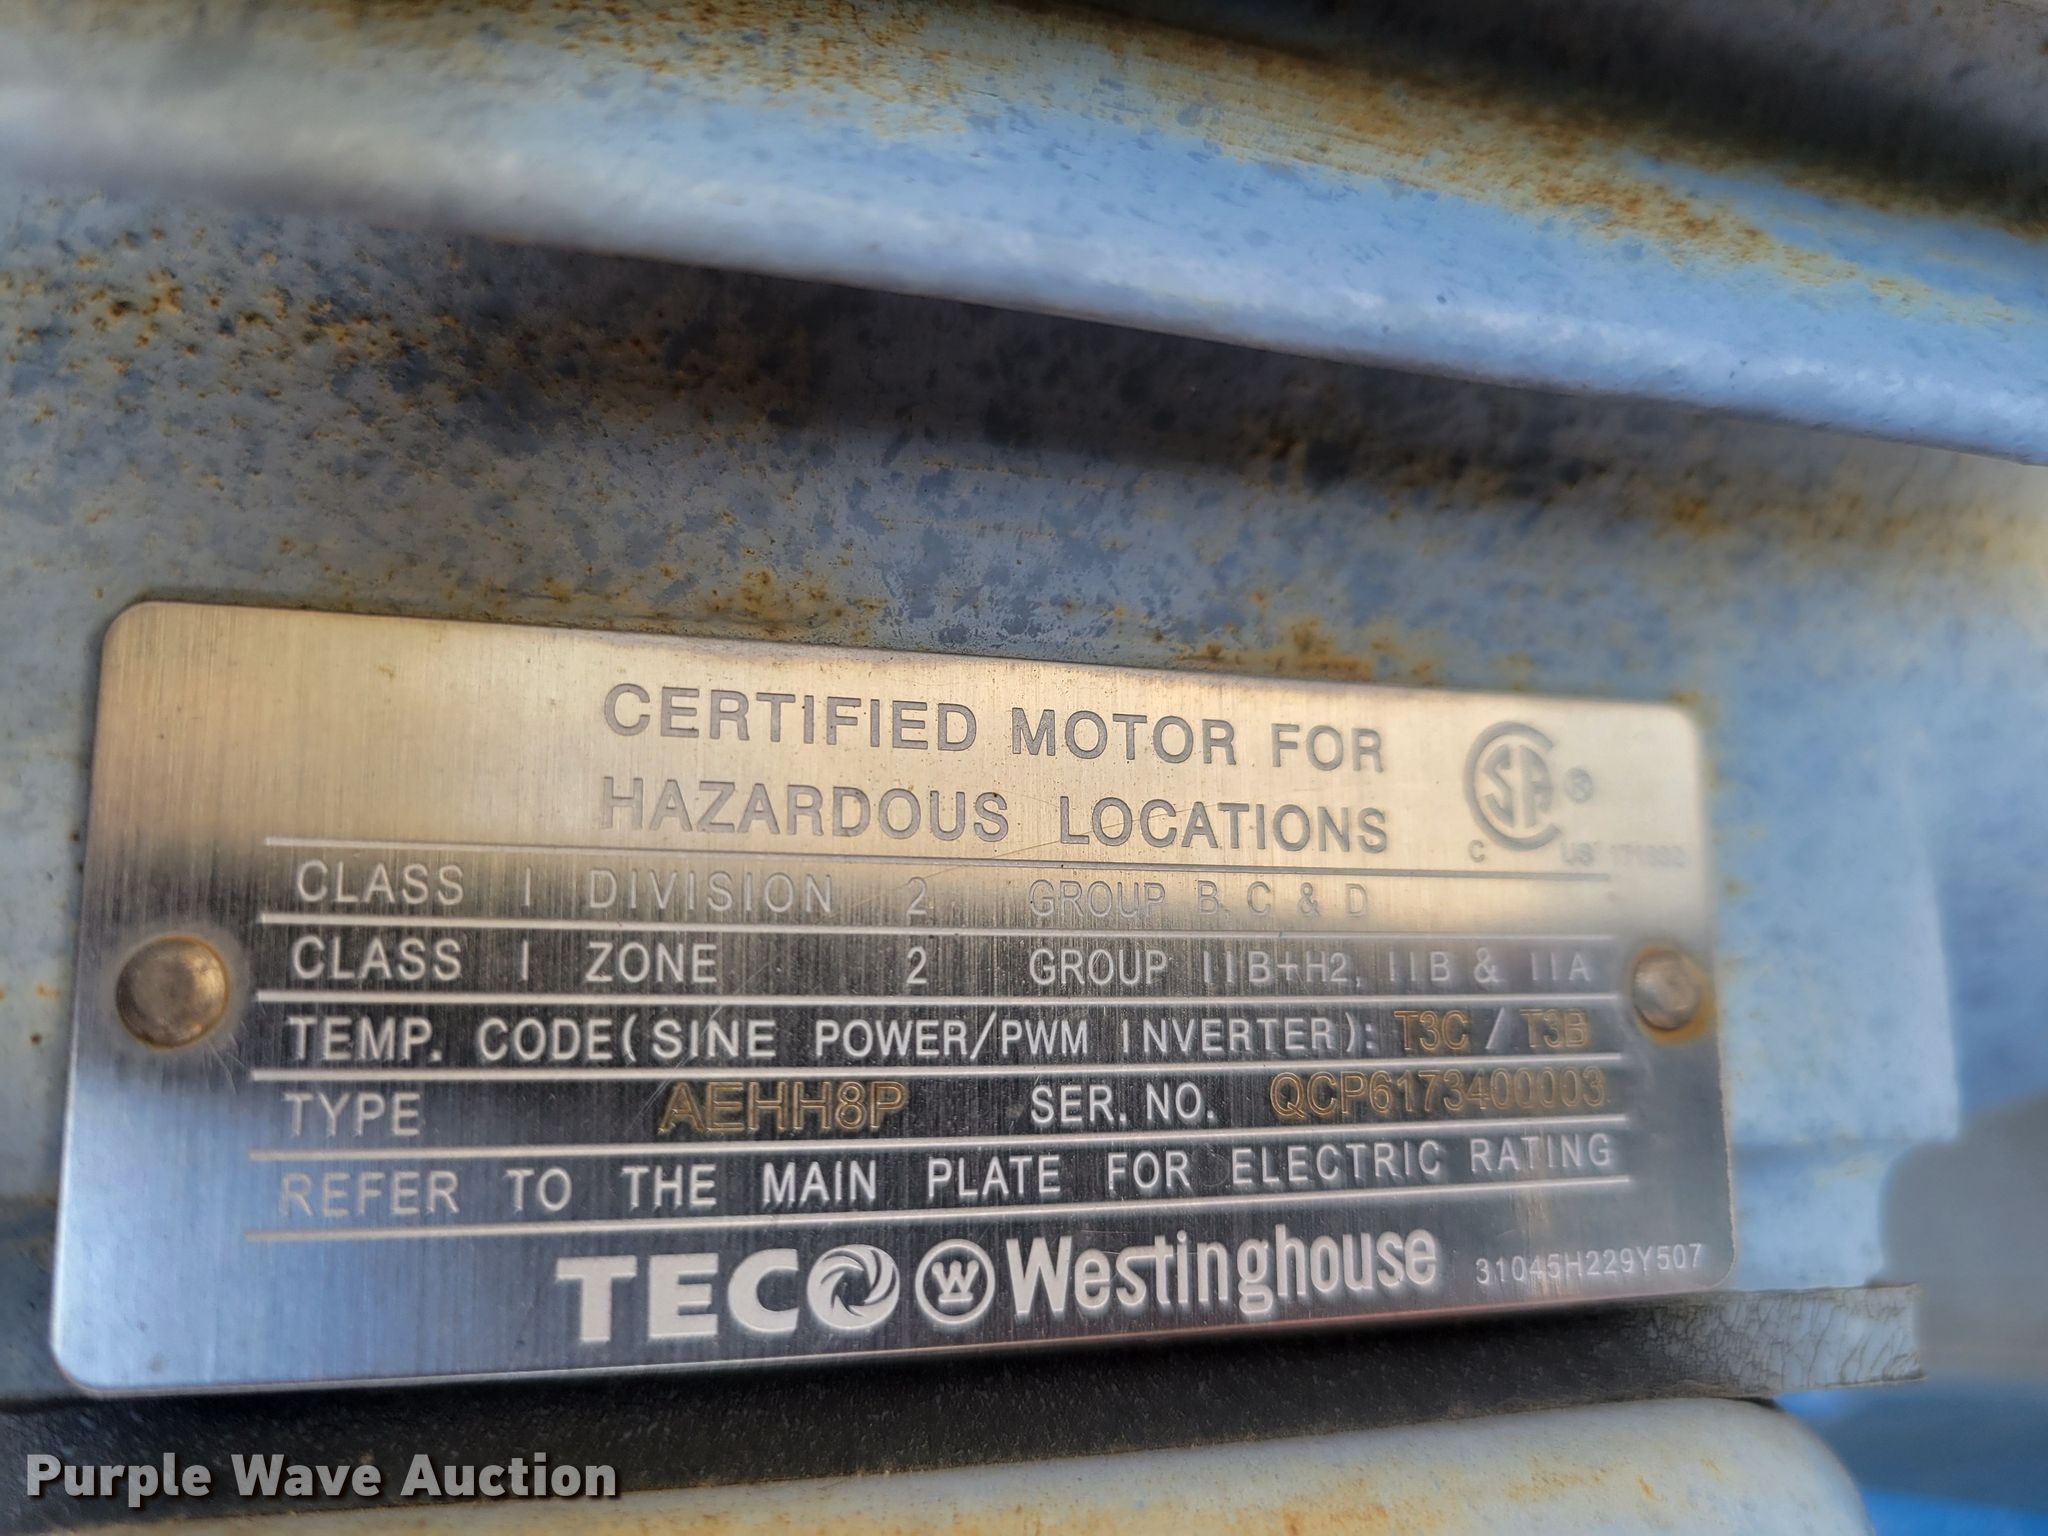 CERTIFIED MOTOR FOR
HAZARDOUS LOCATIONS
CSA ®
C US
CLASS I DIVISION 2 GROUP B, C & D
CLASS I ZONE 2 GROUP IIB+H2, IIB & IIA
TEMP. CODE(SINE POWER/PWM INVERTER): T3C / T3B
TYPE AEHH8P SER. NO. QCP6173400003
REFER TO THE MAIN PLATE FOR ELECTRIC RATING
TECO W Westinghouse 31045H229Y507
Purple Wave Auction